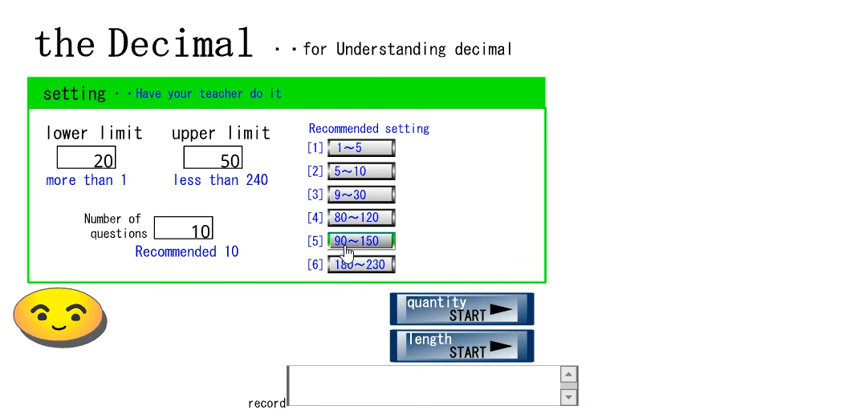 the Decimal ・・for Understanding decimal
setting ・・Have your teacher do it
lower limit upper limit
20 50
more than 1 less than 240
Number of questions 10
Recommended 10
Recommended setting
[1] 1～5
[2] 5～10
[3] 9～30
[4] 80～120
[5] 90～150
[6] 180～230
quantity
START
length
START
record